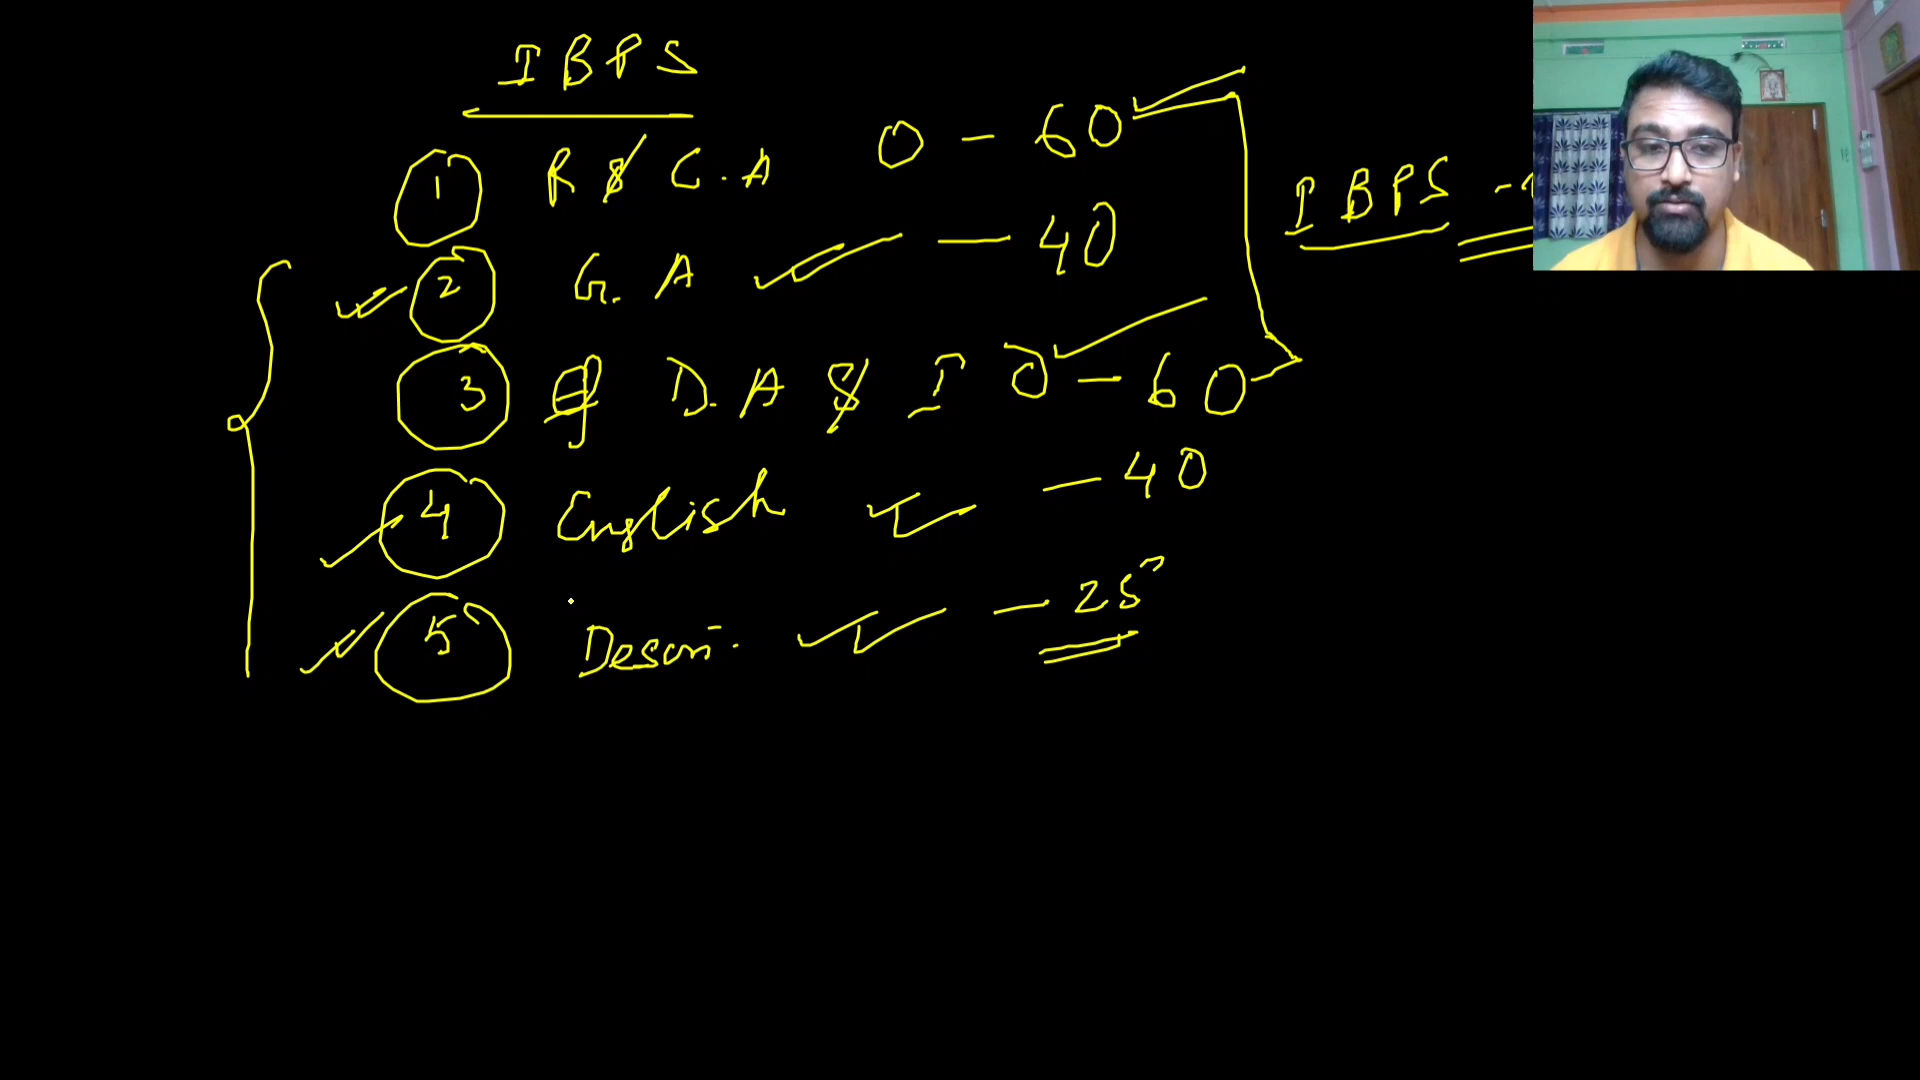 IBPS
1 R & C.A 0 - 60
2 G.A - 40
3 D.A & I 0 - 60
4 English - 40
5 Descri. - 25
IBPS -